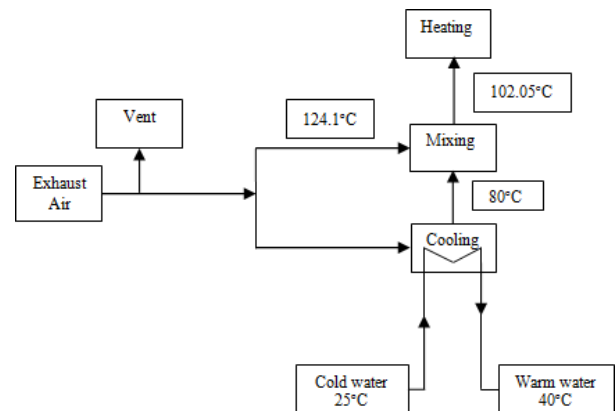 Heating
102.05°C
Vent
124.1°C
Mixing
Exhaust
Air
80°C
Cooling
Cold water
25°C
Warm water
40°C